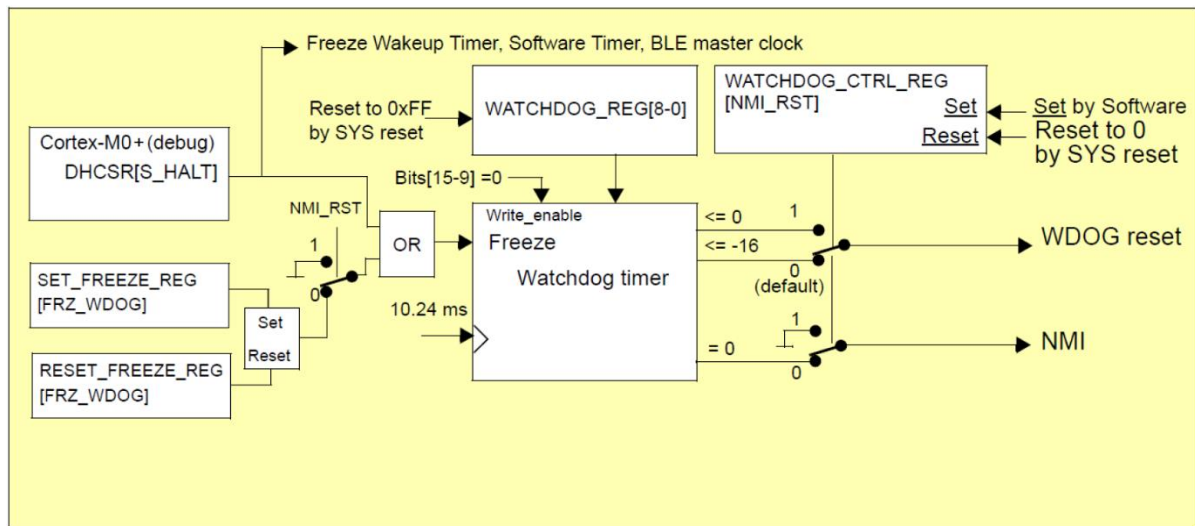 Freeze Wakeup Timer, Software Timer, BLE master clock
Reset to 0xFF
by SYS reset
WATCHDOG_REG[8-0]
WATCHDOG_CTRL_REG
[NMI_RST]
Set
Reset
Set by Software
Reset to 0
by SYS reset
Cortex-M0+ (debug)
DHCSR[S_HALT]
Bits[15-9] =0
NMI_RST
1
0
OR
Write_enable
Freeze
Watchdog timer
10.24 ms
<= 0
<= -16
= 0
1
0
(default)
WDOG reset
1
0
NMI
SET_FREEZE_REG
[FRZ_WDOG]
Set
Reset
RESET_FREEZE_REG
[FRZ_WDOG]